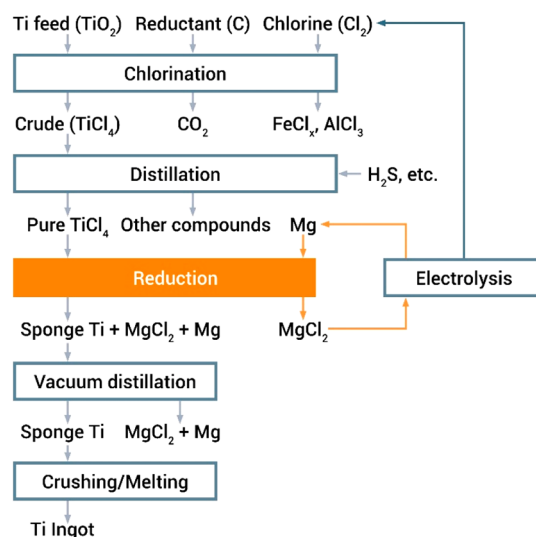 Ti feed (TiO₂) Reductant (C) Chlorine (Cl₂)
Chlorination
Crude (TiCl₄) CO₂ FeClₓ, AlCl₃
Distillation
H₂S, etc.
Pure TiCl₄ Other compounds Mg
Reduction
Electrolysis
Sponge Ti + MgCl₂ + Mg MgCl₂
Vacuum distillation
Sponge Ti MgCl₂ + Mg
Crushing/Melting
Ti Ingot